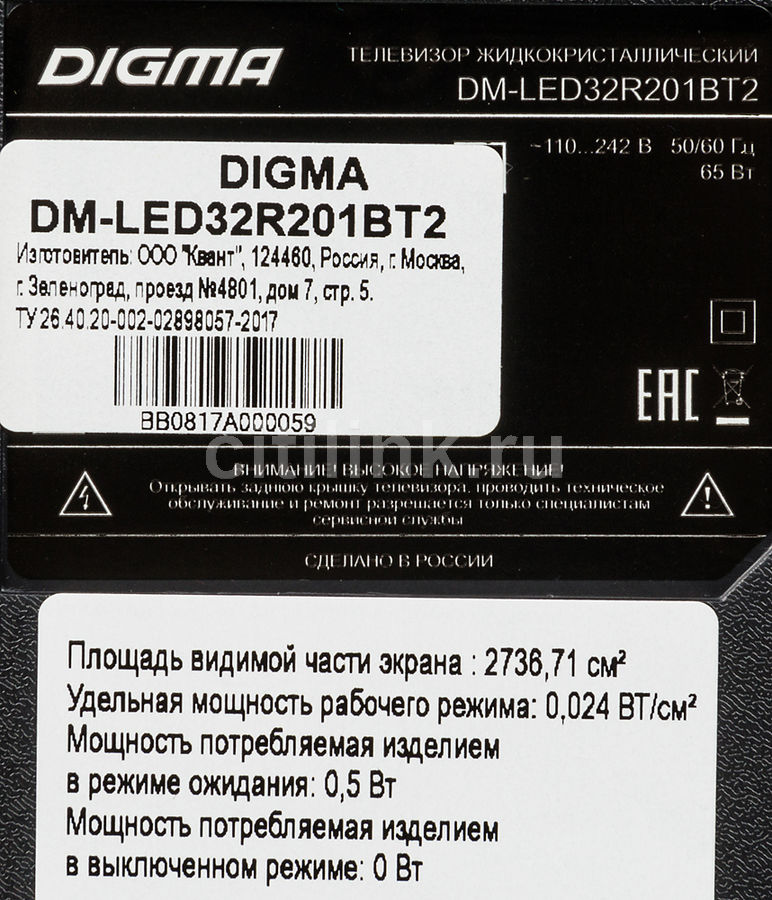 DIGMA
ТЕЛЕВИЗОР ЖИДКОКРИСТАЛЛИЧЕСКИЙ
DM-LED32R201BT2
~110...242 В 50/60 Гц
65 Вт
DIGMA
DM-LED32R201BT2
Изготовитель: ООО "Квант", 124460, Россия, г. Москва,
г. Зеленоград, проезд №4801, дом 7, стр. 5.
ТУ 26.40.20-002-02898057-2017
BB0817A000059
EAC
citilink.ru
ВНИМАНИЕ! ВЫСОКОЕ НАПРЯЖЕНИЕ!
Открывать заднюю крышку телевизора, проводить техническое
обслуживание и ремонт разрешается только специалистам
сервисной службы
СДЕЛАНО В РОССИИ
Площадь видимой части экрана : 2736,71 см²
Удельная мощность рабочего режима: 0,024 ВТ/см²
Мощность потребляемая изделием
в режиме ожидания: 0,5 Вт
Мощность потребляемая изделием
в выключенном режиме: 0 Вт